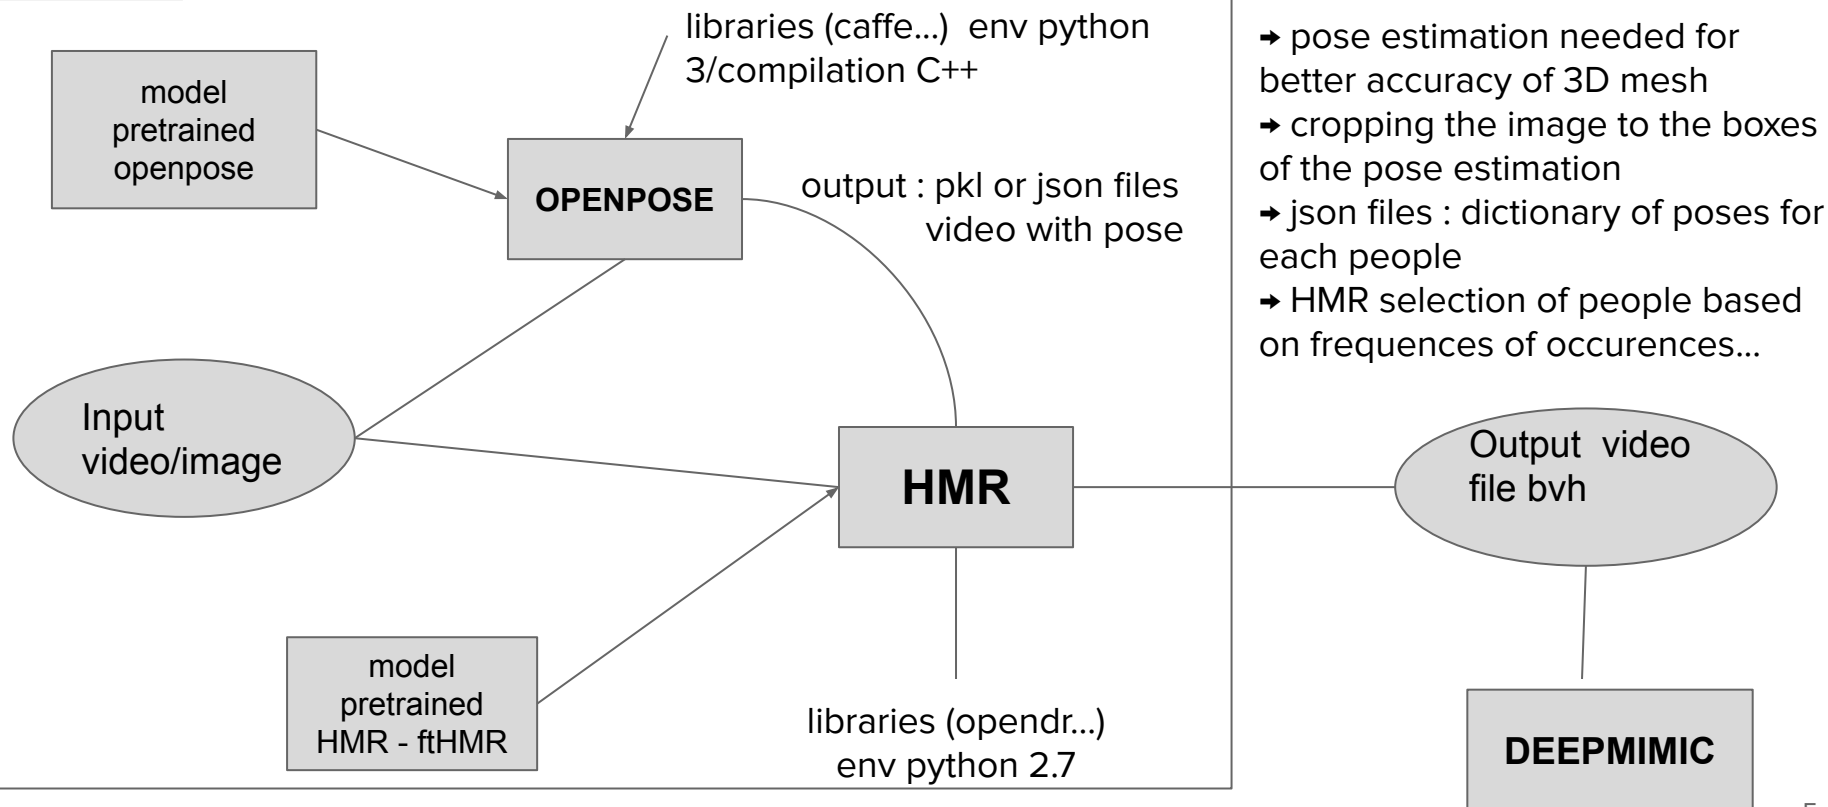 libraries (caffe...)  env python
3/compilation C++
model
pretrained
openpose
OPENPOSE
output : pkl or json files
video with pose
Input
video/image
HMR
model
pretrained
HMR - ftHMR
libraries (opendr...)
env python 2.7
➞ pose estimation needed for
better accuracy of 3D mesh
➞ cropping the image to the boxes
of the pose estimation
➞ json files : dictionary of poses for
each people
➞ HMR selection of people based
on frequences of occurences...
Output  video
file bvh
DEEPMIMIC